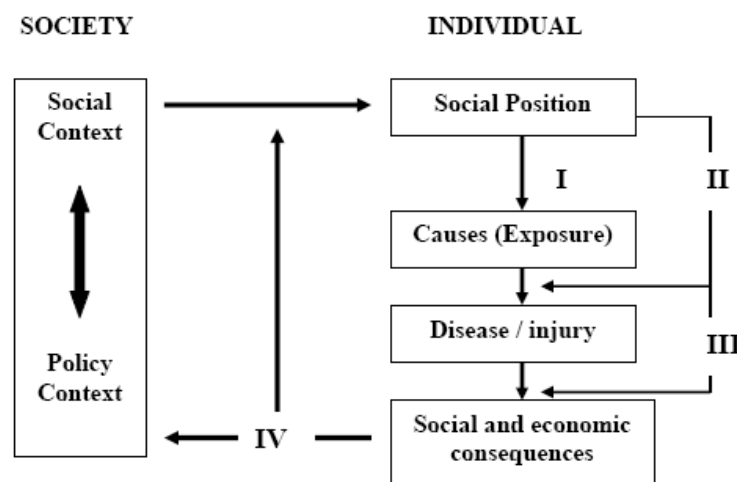 SOCIETY
INDIVIDUAL
Social
Context
Policy
Context
Social Position
I
II
Causes (Exposure)
Disease / injury
III
IV
Social and economic
consequences